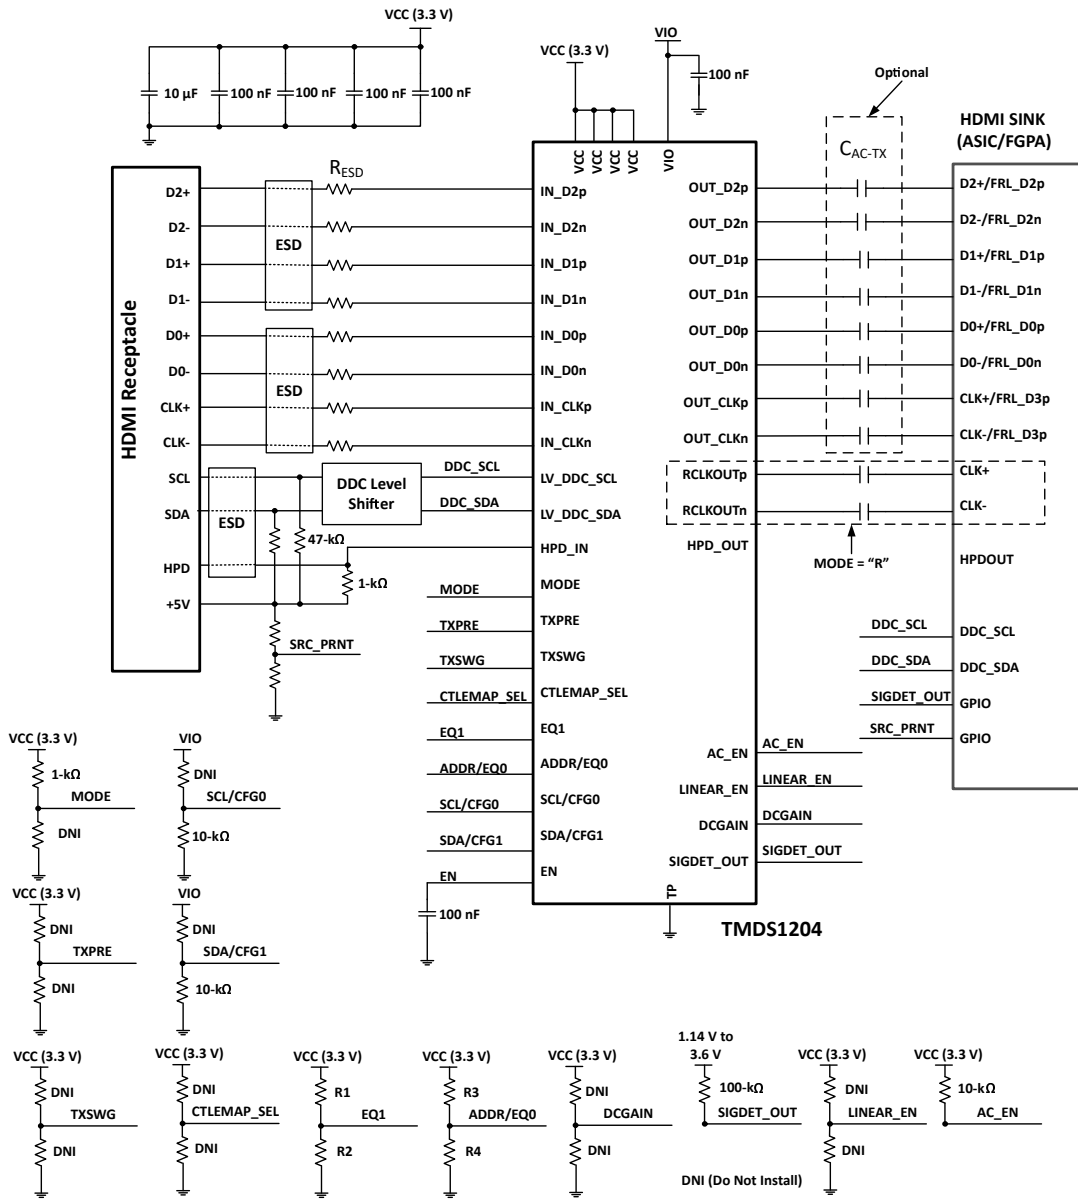 VCC (3.3 V)
10 µF
100 nF
100 nF
100 nF
100 nF
VCC (3.3 V)
VIO
100 nF
Optional
C_AC-TX
HDMI SINK
(ASIC/FGPA)
VCC
VCC
VCC
VCC
VIO
HDMI Receptacle
D2+
D2-
D1+
D1-
D0+
D0-
CLK+
CLK-
SCL
SDA
HPD
+5V
R_ESD
ESD
ESD
ESD
DDC Level
Shifter
DDC_SCL
DDC_SDA
47-kΩ
1-kΩ
SRC_PRNT
MODE
TXPRE
TXSWG
CTLEMAP_SEL
EQ1
ADDR/EQ0
SCL/CFG0
SDA/CFG1
EN
100 nF
IN_D2p
IN_D2n
IN_D1p
IN_D1n
IN_D0p
IN_D0n
IN_CLKp
IN_CLKn
LV_DDC_SCL
LV_DDC_SDA
HPD_IN
MODE
TXPRE
TXSWG
CTLEMAP_SEL
EQ1
ADDR/EQ0
SCL/CFG0
SDA/CFG1
EN
TP
TMDS1204
OUT_D2p
OUT_D2n
OUT_D1p
OUT_D1n
OUT_D0p
OUT_D0n
OUT_CLKp
OUT_CLKn
RCLKOUTp
RCLKOUTn
HPD_OUT
AC_EN
LINEAR_EN
DCGAIN
SIGDET_OUT
AC_EN
LINEAR_EN
DCGAIN
SIGDET_OUT
MODE = “R”
D2+/FRL_D2p
D2-/FRL_D2n
D1+/FRL_D1p
D1-/FRL_D1n
D0+/FRL_D0p
D0-/FRL_D0n
CLK+/FRL_D3p
CLK-/FRL_D3p
CLK+
CLK-
HPDOUT
DDC_SCL
DDC_SCL
DDC_SDA
DDC_SDA
SIGDET_OUT
GPIO
SRC_PRNT
GPIO
VCC (3.3 V)
1-kΩ
MODE
DNI
VIO
DNI
SCL/CFG0
10-kΩ
VCC (3.3 V)
DNI
TXPRE
DNI
VIO
DNI
SDA/CFG1
10-kΩ
VCC (3.3 V)
DNI
TXSWG
DNI
VCC (3.3 V)
DNI
CTLEMAP_SEL
DNI
VCC (3.3 V)
R1
EQ1
R2
VCC (3.3 V)
R3
ADDR/EQ0
R4
VCC (3.3 V)
DNI
DCGAIN
DNI
1.14 V to
3.6 V
100-kΩ
SIGDET_OUT
VCC (3.3 V)
DNI
LINEAR_EN
DNI
VCC (3.3 V)
10-kΩ
AC_EN
DNI (Do Not Install)